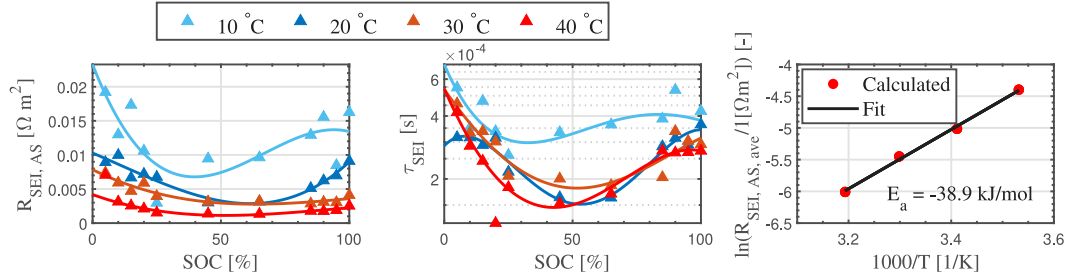 10 °C 20 °C 30 °C 40 °C
R_SEI, AS [Ω m²]
0.02
0.015
0.01
0.005
0
0 50 100
SOC [%]
×10⁻⁴
τ_SEI [s]
6
4
2
0 50 100
SOC [%]
ln(R_SEI, AS, ave/1[Ωm²]) [-]
-4
-4.5
-5
-5.5
-6
-6.5
Calculated
Fit
E_a = -38.9 kJ/mol
3.2 3.4 3.6
1000/T [1/K]